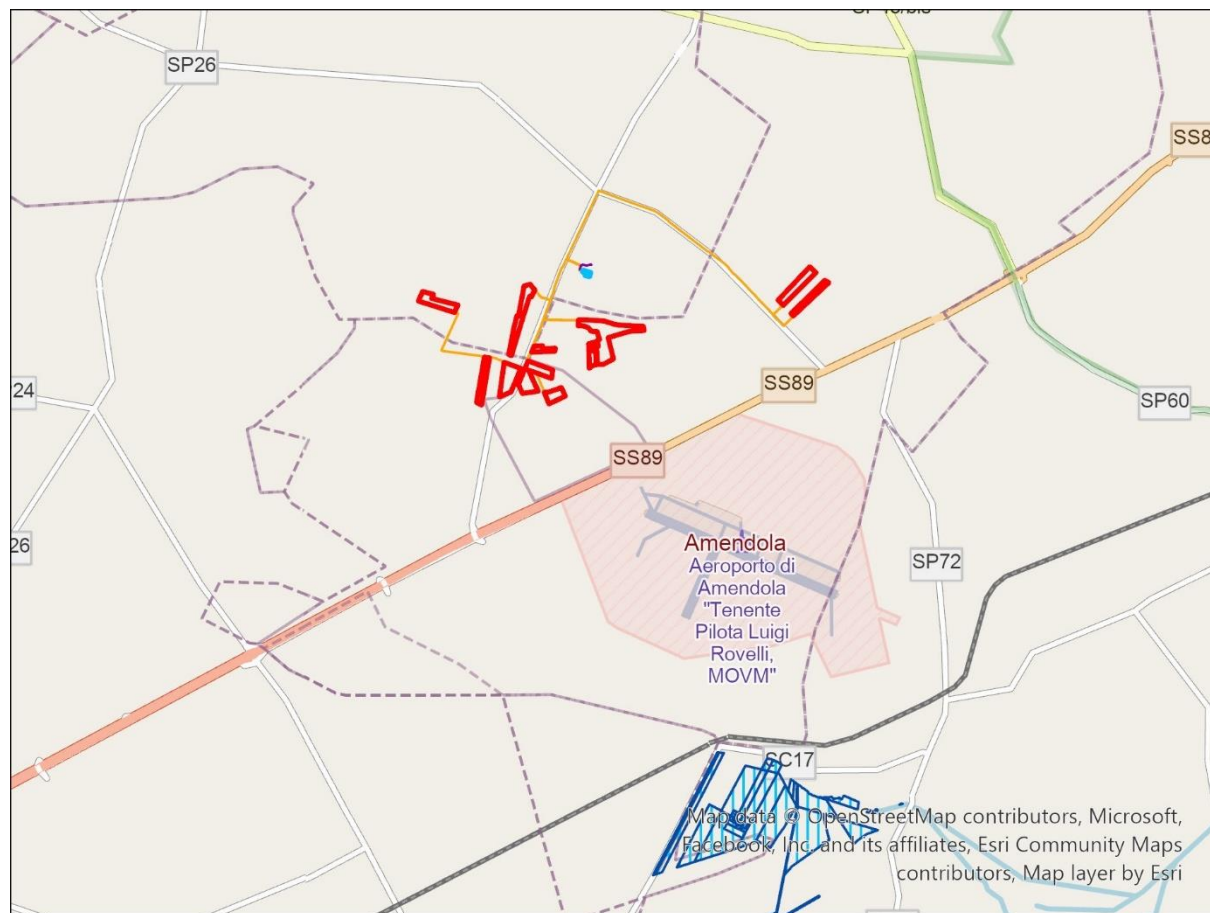 SP26
SS8
24
SS89
SP60
SS89
26
Amendola
Aeroporto di
Amendola
"Tenente
Pilota Luigi
Rovelli,
MOVM"
SP72
SC17
Map data © OpenStreetMap contributors, Microsoft,
Facebook, Inc. and its affiliates, Esri Community Maps
contributors, Map layer by Esri